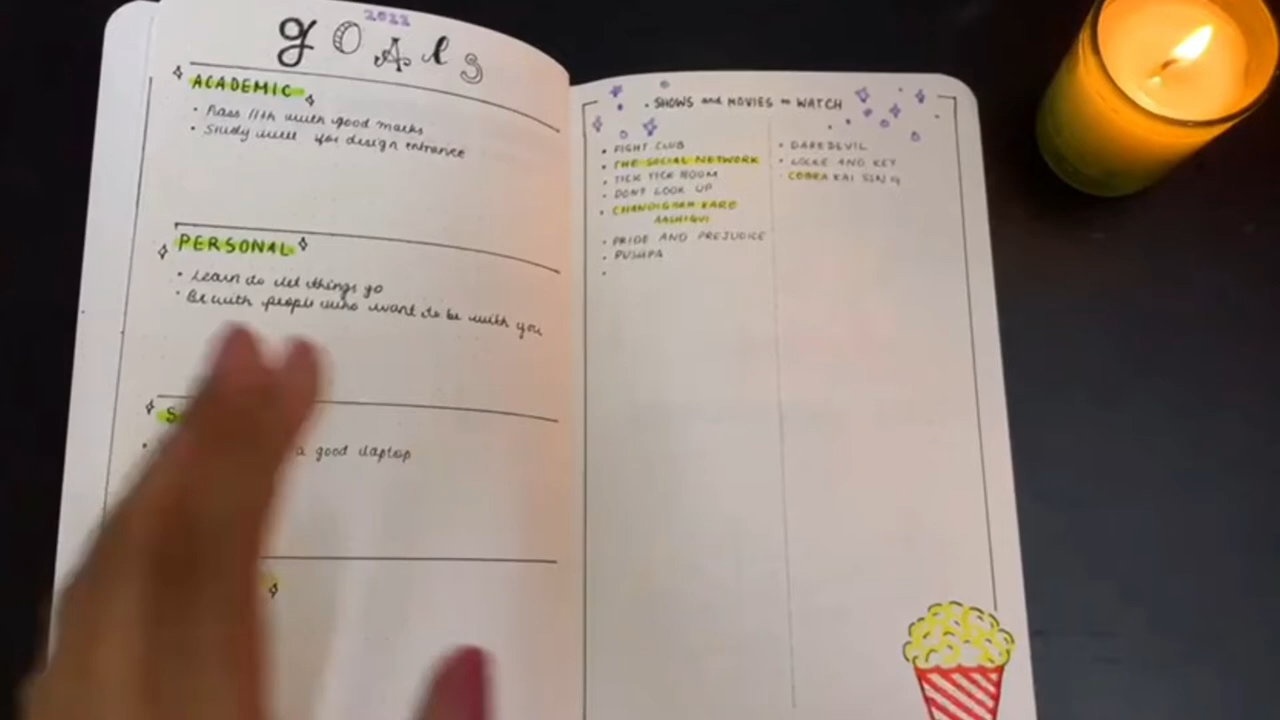 2022
gOALS
ACADEMIC
• Pass 11th with good marks
• Study well for design entrance
PERSONAL
• Learn to let things go
• Be with people who want to be with you
S
a good laptop
• SHOWS and MOVIES to WATCH
• FIGHT CLUB
• THE SOCIAL NETWORK
• TICK TICK BOOM
• DONT LOOK UP
• CHANDIGARH KARE
AASHIQUI
• PRIDE AND PREJUDICE
• PUSHPA
•
• DAREDEVIL
• LOCKE AND KEY
• COBRA KAI